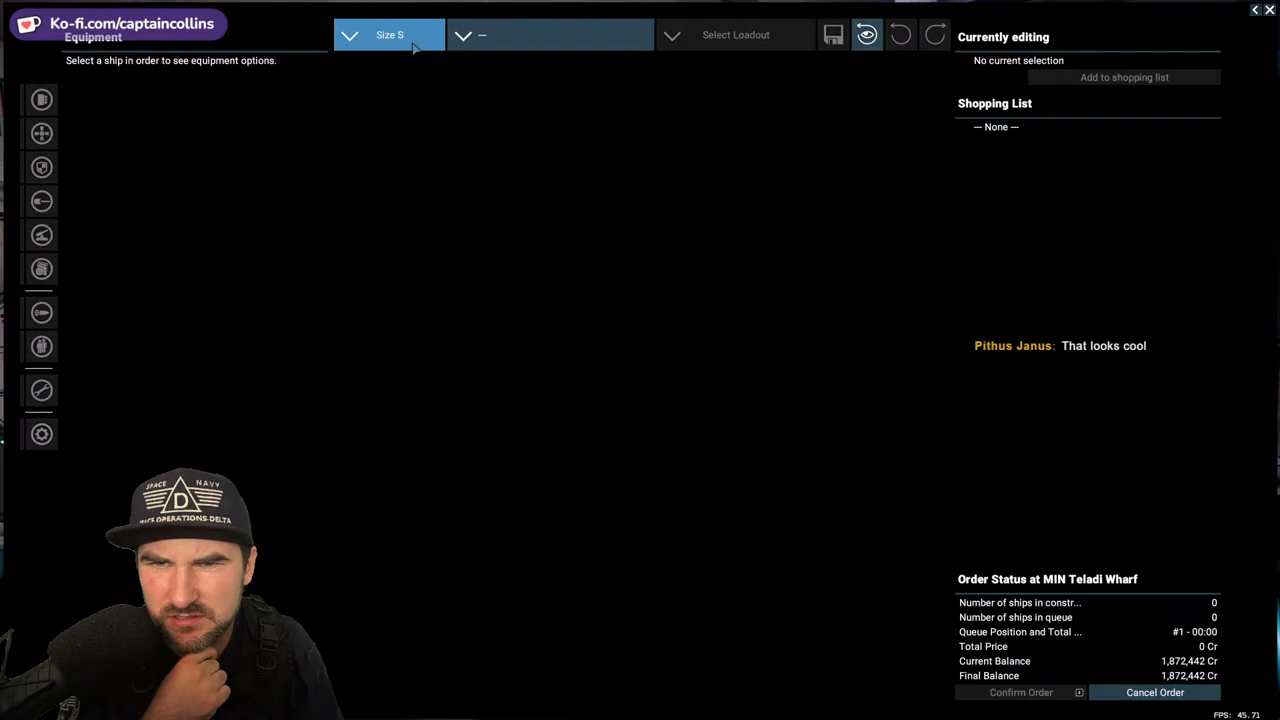 Ko-fi.com/captaincollins
Equipment
Select a ship in order to see equipment options.
Size S
—
Select Loadout
Currently editing
No current selection
Add to shopping list
Shopping List
— None —
Pithus Janus: That looks cool
SPACE NAVY
D
SPACE-OPERATIONS-DELTA
Order Status at MIN Teladi Wharf
Number of ships in constr... 0
Number of ships in queue 0
Queue Position and Total ... #1 - 00:00
Total Price 0 Cr
Current Balance 1,872,442 Cr
Final Balance 1,872,442 Cr
Confirm Order
Cancel Order
FPS: 45.71